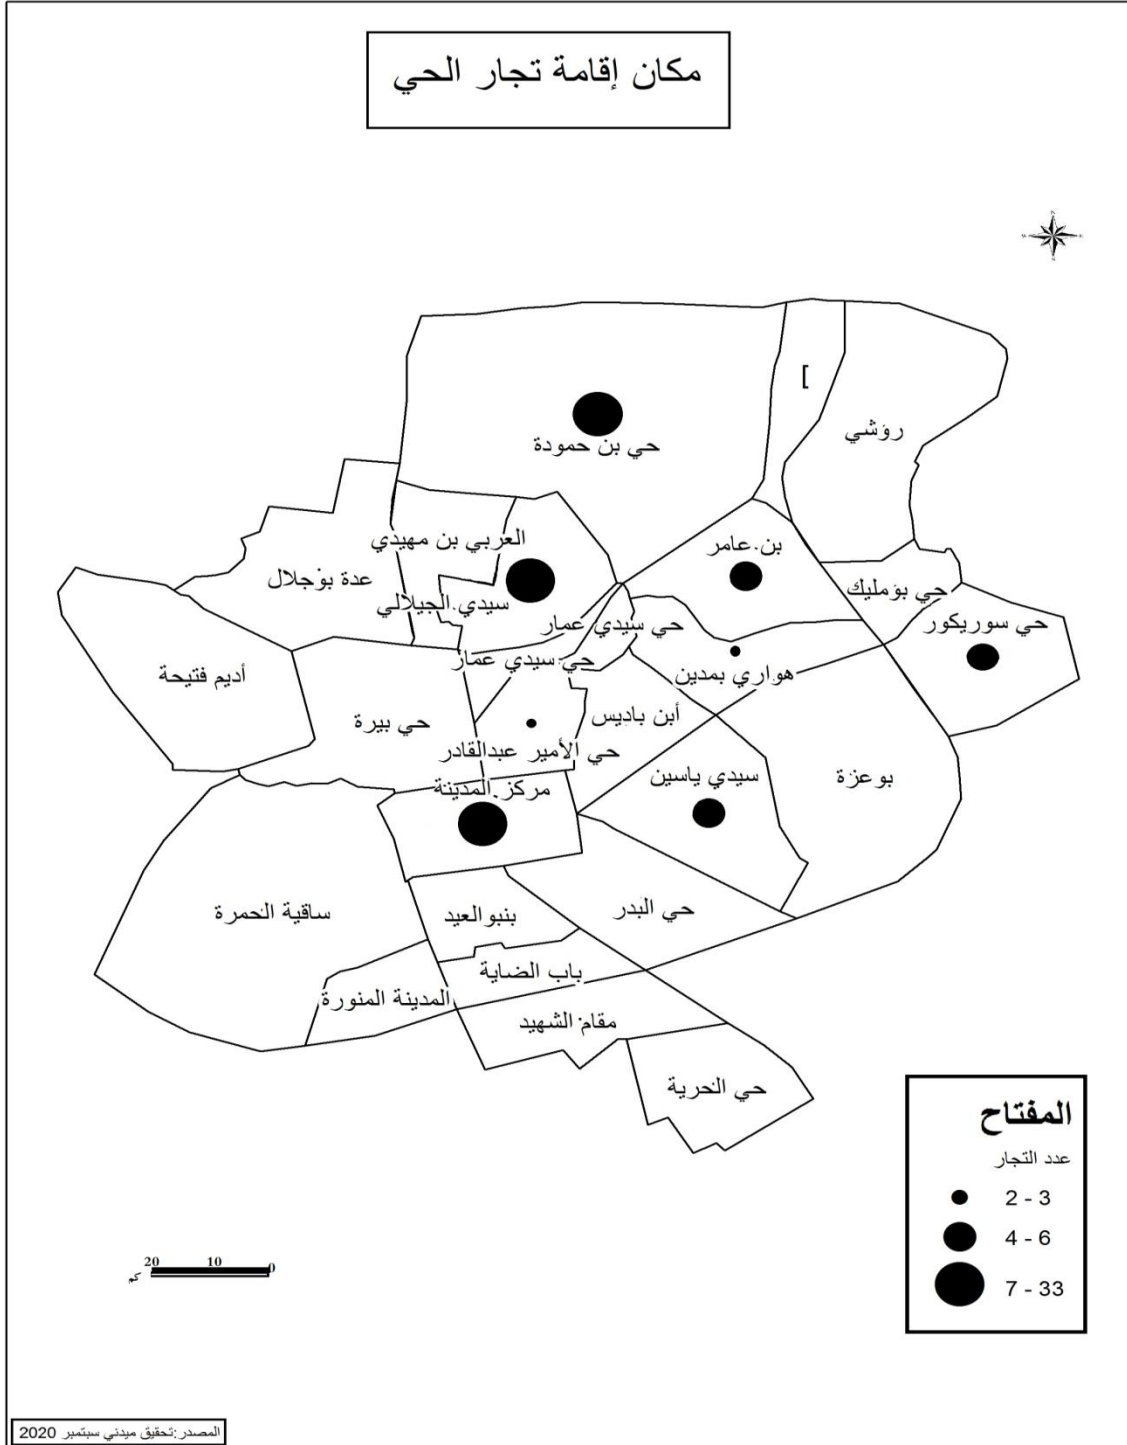 مكان إقامة تجار الحي
[
روشي
حي بن حمودة
العربي بن مهيدي
بن عامر
عدة بوجلال
سيدي الجيلالي
حي بومليك
حي سوريكور
حي سيدي عمار
حي سيدي عمار
أديم فتيحة
هواري بمدين
حي بيرة
أبن باديس
حي الأمير عبدالقادر
مركز المدينة
سيدي ياسين
بوعزة
ساقية الحمرة
بنبو العيد
حي البدر
باب الضاية
المدينة المنورة
مقام الشهيد
حي الحرية
المفتاح
عدد التجار
2 - 3
4 - 6
7 - 33
20 10 0
كم
المصدر:تحقيق ميدني سبتمبر 2020